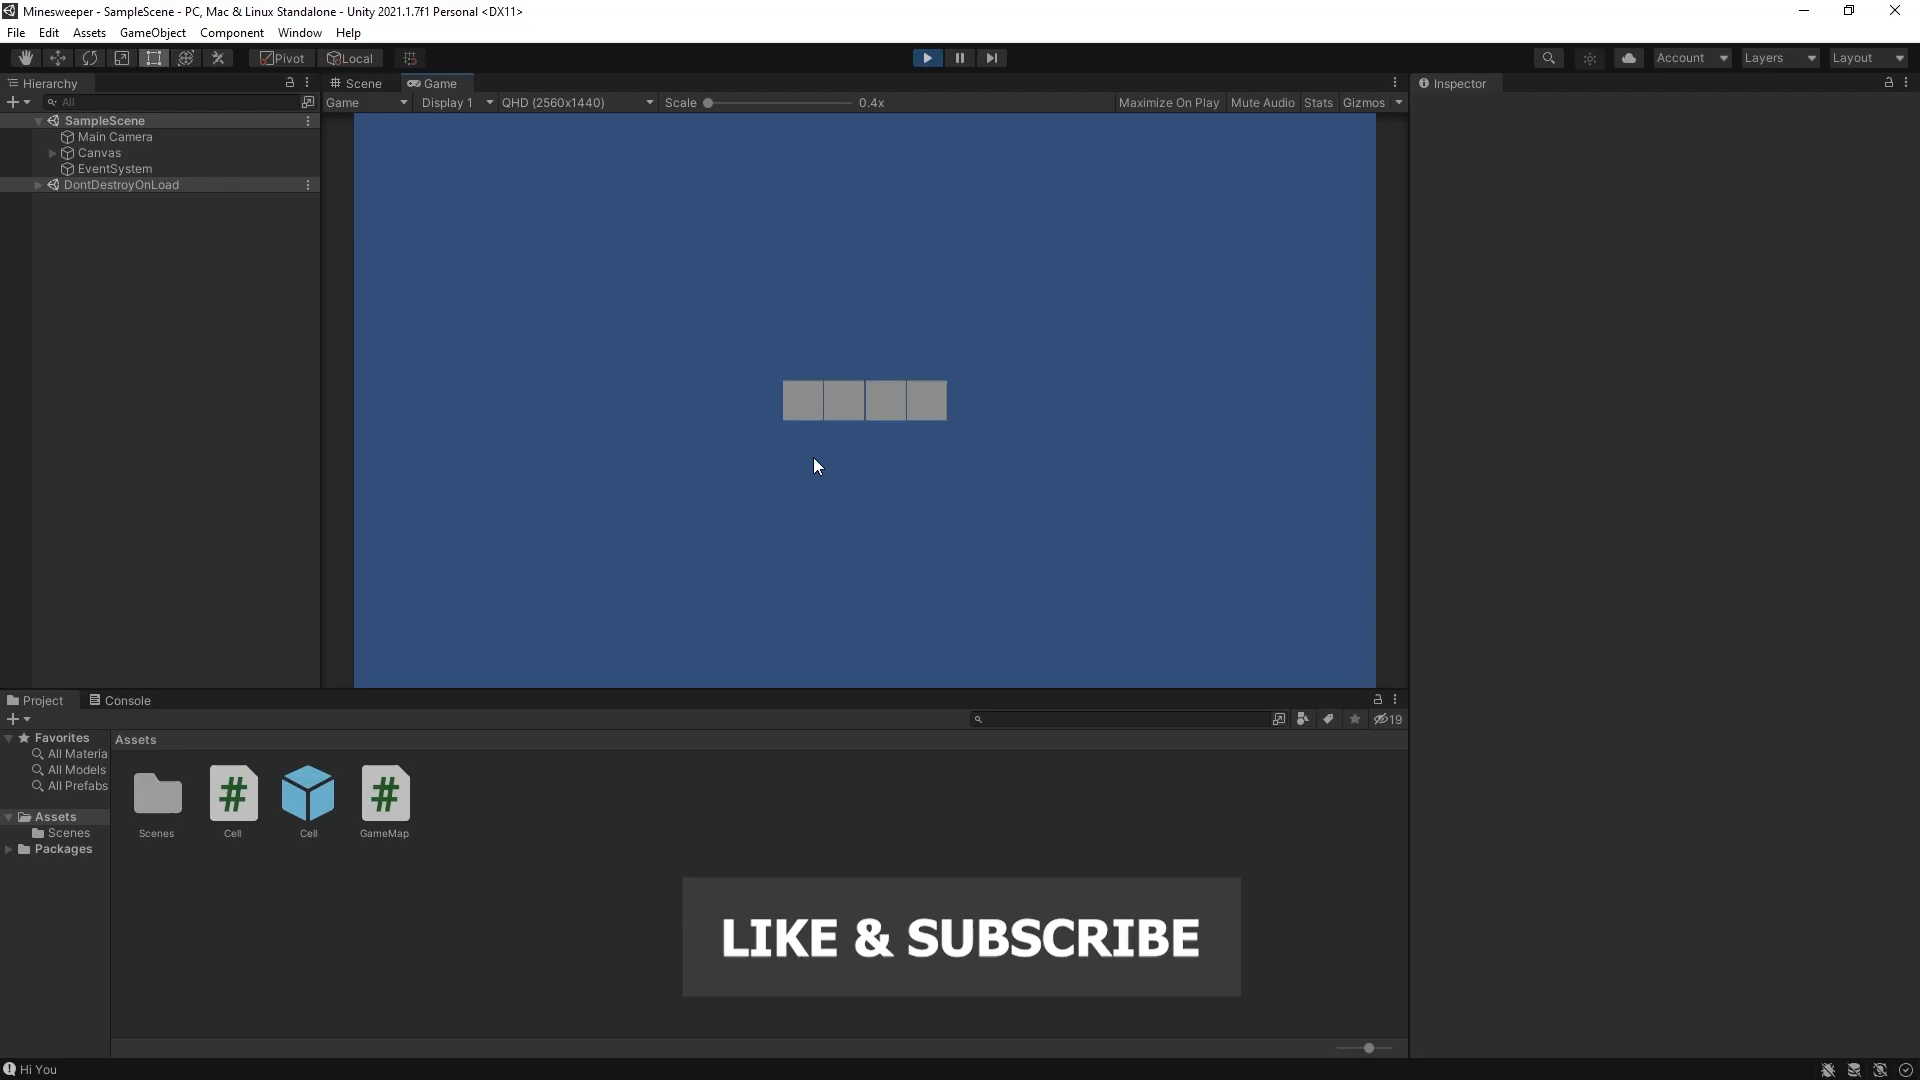 Minesweeper - SampleScene - PC, Mac & Linux Standalone - Unity 2021.1.7f1 Personal <DX11>
File Edit Assets GameObject Component Window Help
Pivot Local Account Layers Layout
Hierarchy Scene Game Inspector
All Game Display 1 QHD (2560x1440) Scale 0.4x Maximize On Play Mute Audio Stats Gizmos
SampleScene
Main Camera
Canvas
EventSystem
DontDestroyOnLoad
Project Console
19
Favorites Assets
All Materia
All Models
All Prefabs
Assets
Scenes
Packages
Scenes Cell Cell GameMap
LIKE & SUBSCRIBE
Hi You